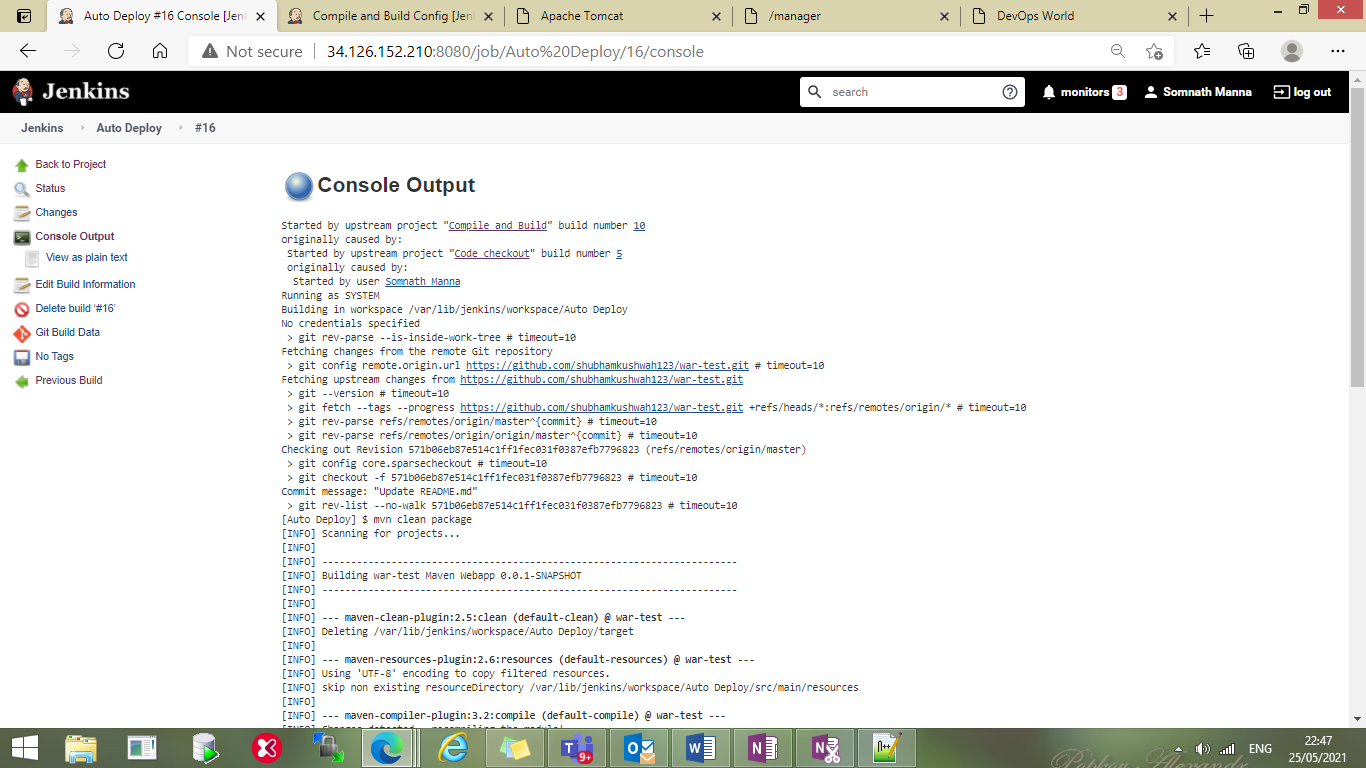 Auto Deploy #16 Console [Jen
Compile and Build Config [Jen
Apache Tomcat
/manager
DevOps World
Not secure
34.126.152.210:8080/job/Auto%20Deploy/16/console
Jenkins
search
monitors 3
Somnath Manna
log out
Jenkins
Auto Deploy
#16
Back to Project
Status
Changes
Console Output
View as plain text
Edit Build Information
Delete build '#16'
Git Build Data
No Tags
Previous Build
Console Output
Started by upstream project "Compile and Build" build number 10
originally caused by:
Started by upstream project "Code checkout" build number 5
originally caused by:
Started by user Somnath Manna
Running as SYSTEM
Building in workspace /var/lib/jenkins/workspace/Auto Deploy
No credentials specified
> git rev-parse --is-inside-work-tree # timeout=10
Fetching changes from the remote Git repository
> git config remote.origin.url https://github.com/shubhamkushwah123/war-test.git # timeout=10
Fetching upstream changes from https://github.com/shubhamkushwah123/war-test.git
> git --version # timeout=10
> git fetch --tags --progress https://github.com/shubhamkushwah123/war-test.git +refs/heads/*:refs/remotes/origin/* # timeout=10
> git rev-parse refs/remotes/origin/master^{commit} # timeout=10
> git rev-parse refs/remotes/origin/origin/master^{commit} # timeout=10
Checking out Revision 571b06eb87e514c1ff1fec031f0387efb7796823 (refs/remotes/origin/master)
> git config core.sparsecheckout # timeout=10
> git checkout -f 571b06eb87e514c1ff1fec031f0387efb7796823 # timeout=10
Commit message: "Update README.md"
> git rev-list --no-walk 571b06eb87e514c1ff1fec031f0387efb7796823 # timeout=10
[Auto Deploy] $ mvn clean package
[INFO] Scanning for projects...
[INFO]
[INFO] ------------------------------------------------------------------------
[INFO] Building war-test Maven Webapp 0.0.1-SNAPSHOT
[INFO] ------------------------------------------------------------------------
[INFO]
[INFO] --- maven-clean-plugin:2.5:clean (default-clean) @ war-test ---
[INFO] Deleting /var/lib/jenkins/workspace/Auto Deploy/target
[INFO]
[INFO] --- maven-resources-plugin:2.6:resources (default-resources) @ war-test ---
[INFO] Using 'UTF-8' encoding to copy filtered resources.
[INFO] skip non existing resourceDirectory /var/lib/jenkins/workspace/Auto Deploy/src/main/resources
[INFO]
[INFO] --- maven-compiler-plugin:3.2:compile (default-compile) @ war-test ---
[INFO] Changes detected - recompiling the module!
9+
ENG
22:47
25/05/2021